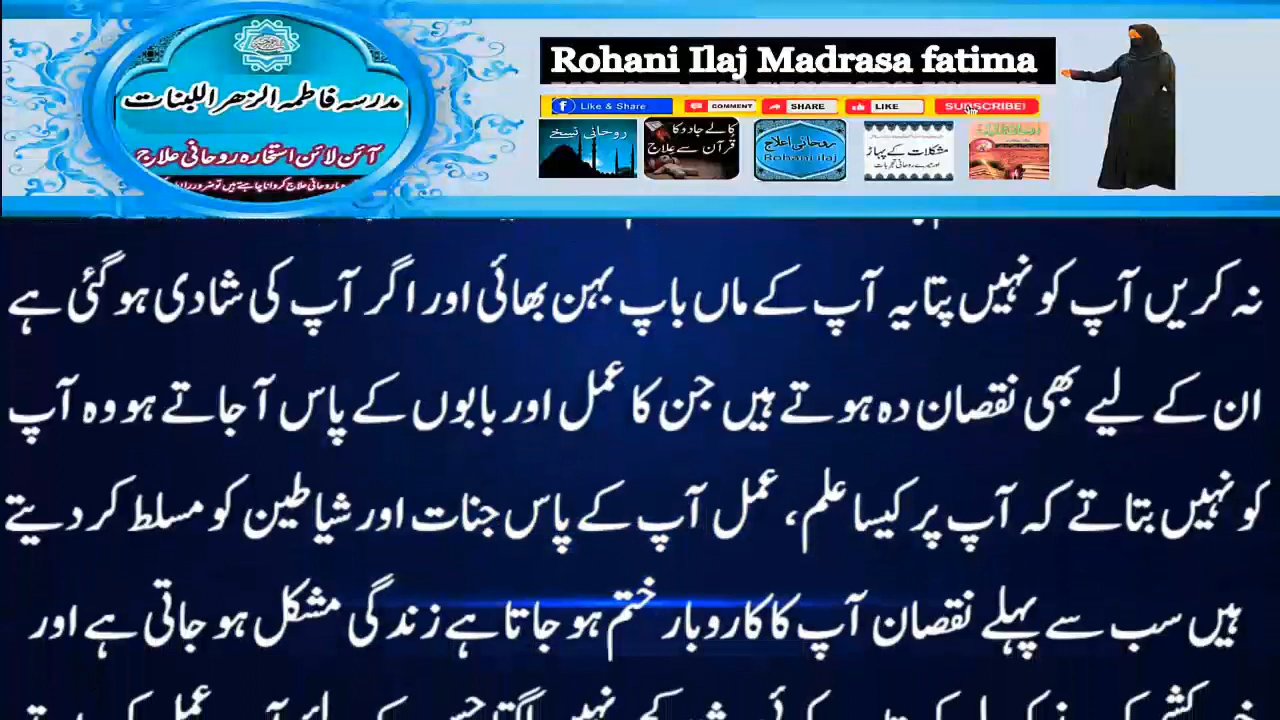 مدرسہ فاطمہ الزہرا للبنات
آئن لائن استخارہ روحانی علاج
Rohani Ilaj Madrasa fatima
Like & Share
COMMENT
SHARE
LIKE
SUBSCRIBE!
روحانی نسخ
کالے جادو کا
قرآن سے علاج
روحانی علاج
Rohani ilaj
مشکلات کے پہاڑ
نہ کریں آپ کو نہیں پتا یہ آپ کے ماں باپ بہن بھائی اور اگر آپ کی شادی ہو گئی ہے
ان کے لیے بھی نقصان دہ ہوتے ہیں جن کا عمل اور بابوں کے پاس آ جاتے ہو وہ آپ
کو نہیں بتاتے کہ آپ پر کیسا علم، عمل آپ کے پاس جنات اور شیاطین کو مسلط کر دیتے
ہیں سب سے پہلے نقصان آپ کا کاروبار ختم ہو جاتا ہے زندگی مشکل ہو جاتی ہے اور